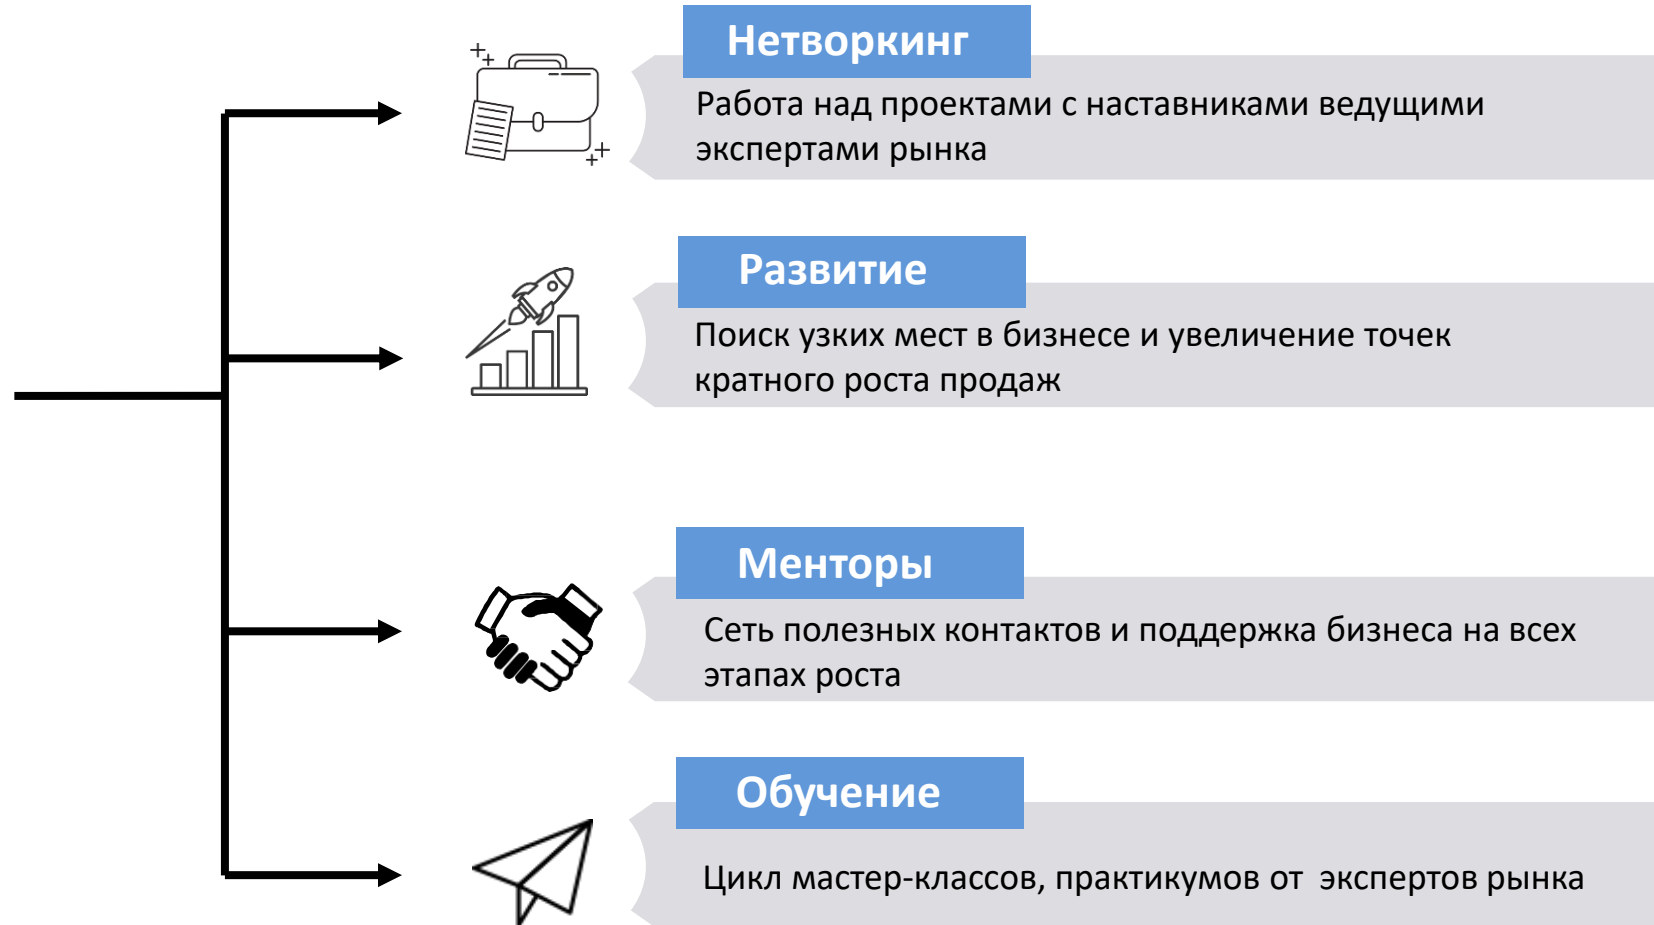 Нетворкинг
Работа над проектами с наставниками ведущими
экспертами рынка
Развитие
Поиск узких мест в бизнесе и увеличение точек
кратного роста продаж
Менторы
Сеть полезных контактов и поддержка бизнеса на всех
этапах роста
Обучение
Цикл мастер-классов, практикумов от  экспертов рынка